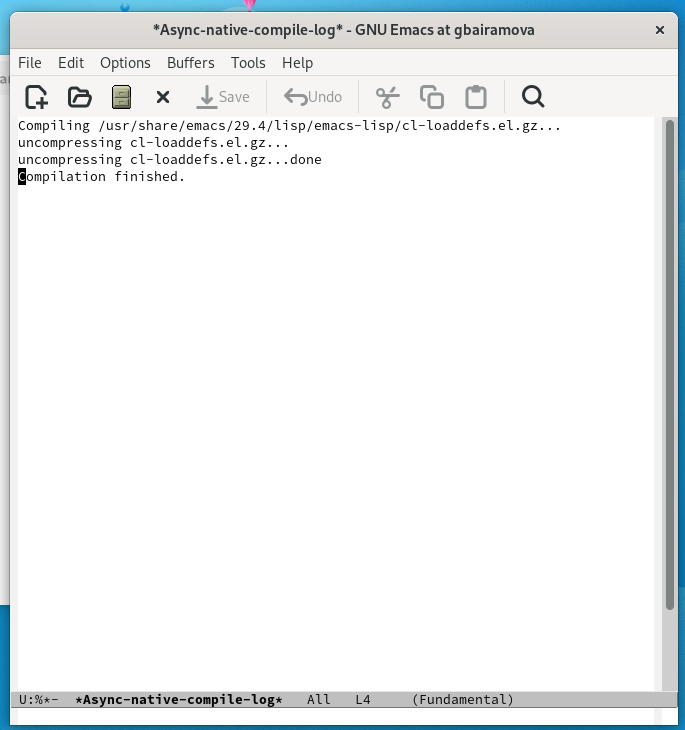 *Async-native-compile-log* - GNU Emacs at gbairamova
File Edit Options Buffers Tools Help
Save Undo
Compiling /usr/share/emacs/29.4/lisp/emacs-lisp/cl-loaddefs.el.gz...
uncompressing cl-loaddefs.el.gz...
uncompressing cl-loaddefs.el.gz...done
Compilation finished.
U:%*- *Async-native-compile-log* All L4 (Fundamental)